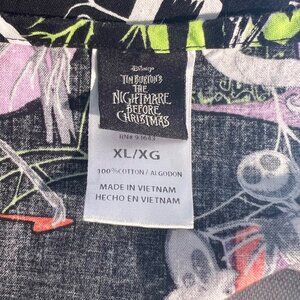 Disney
TIM BURTON'S
THE
NIGHTMARE
BEFORE
CHRISTMAS
XL/XG
100% COTTON / ALGODON
MADE IN VIETNAM
HECHO EN VIETNAM